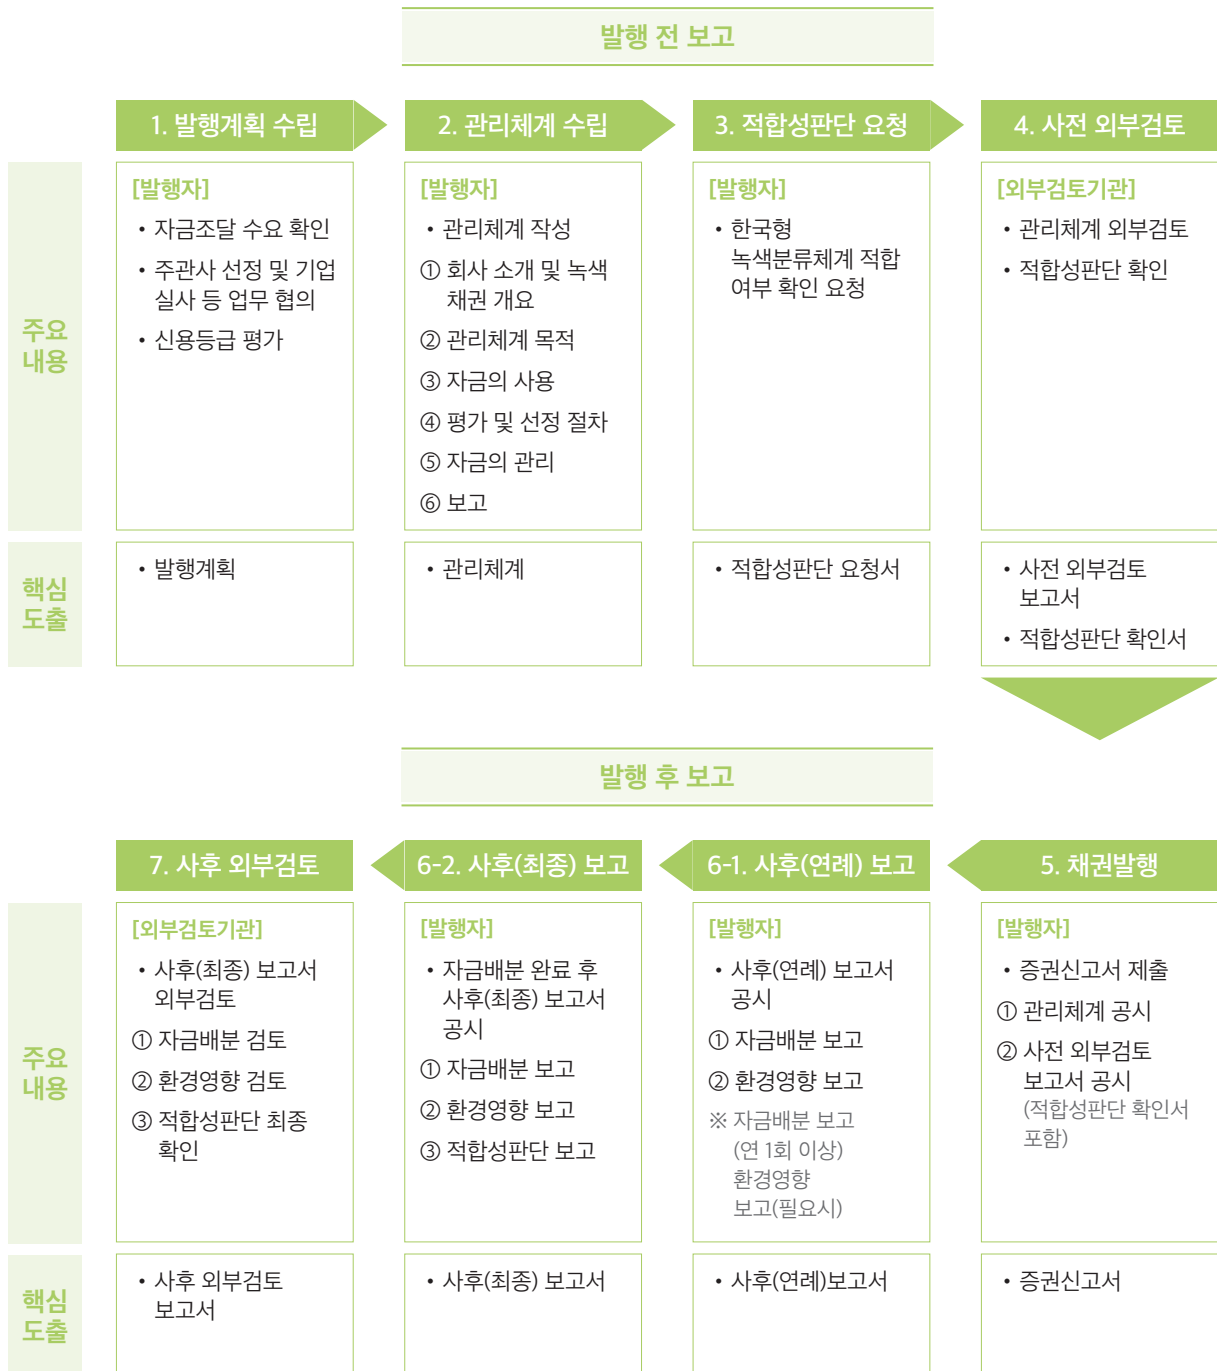 발행 전 보고
1. 발행계획 수립
2. 관리체계 수립
3. 적합성판단 요청
4. 사전 외부검토
주요
내용
[발행자]
• 자금조달 수요 확인
• 주관사 선정 및 기업
실사 등 업무 협의
• 신용등급 평가
[발행자]
• 관리체계 작성
① 회사 소개 및 녹색
채권 개요
② 관리체계 목적
③ 자금의 사용
④ 평가 및 선정 절차
⑤ 자금의 관리
⑥ 보고
[발행자]
• 한국형
녹색분류체계 적합
여부 확인 요청
[외부검토기관]
• 관리체계 외부검토
• 적합성판단 확인
핵심
도출
• 발행계획
• 관리체계
• 적합성판단 요청서
• 사전 외부검토
보고서
• 적합성판단 확인서
발행 후 보고
7. 사후 외부검토
6-2. 사후(최종) 보고
6-1. 사후(연례) 보고
5. 채권발행
주요
내용
[외부검토기관]
• 사후(최종) 보고서
외부검토
① 자금배분 검토
② 환경영향 검토
③ 적합성판단 최종
확인
[발행자]
• 자금배분 완료 후
사후(최종) 보고서
공시
① 자금배분 보고
② 환경영향 보고
③ 적합성판단 보고
[발행자]
• 사후(연례) 보고서
공시
① 자금배분 보고
② 환경영향 보고
※ 자금배분 보고
(연 1회 이상)
환경영향
보고(필요시)
[발행자]
• 증권신고서 제출
① 관리체계 공시
② 사전 외부검토
보고서 공시
(적합성판단 확인서
포함)
핵심
도출
• 사후 외부검토
보고서
• 사후(최종) 보고서
• 사후(연례)보고서
• 증권신고서